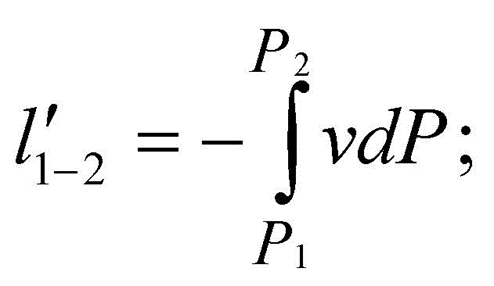 l′₁₋₂ = - ∫_{P₁}^{P₂} vdP;